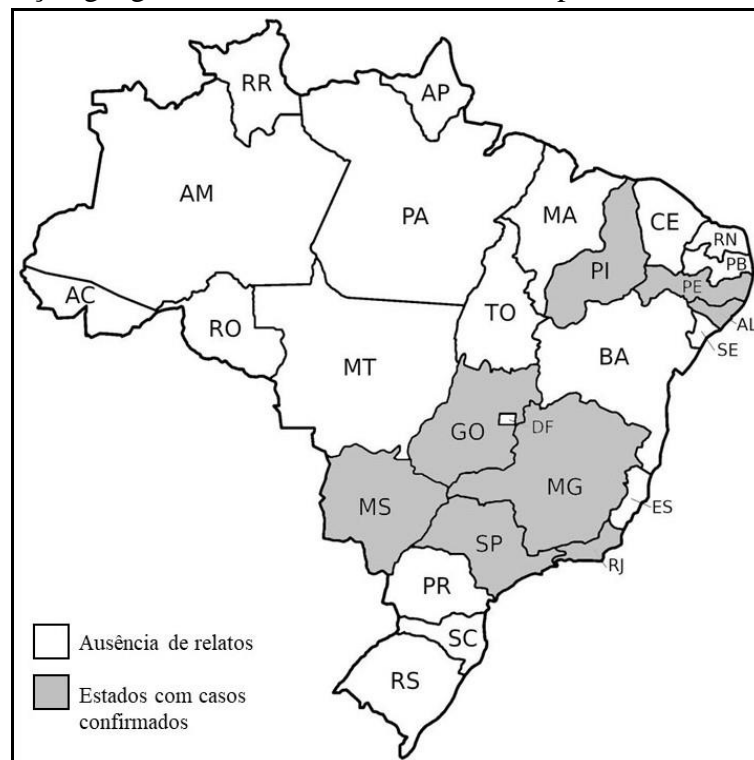 RR
AP
AM
PA
MA
CE
RN
PB
PI
PE
AC
AL
TO
RO
SE
BA
MT
GO
DF
MG
MS
ES
SP
RJ
PR
SC
RS
Ausência de relatos
Estados com casos
confirmados